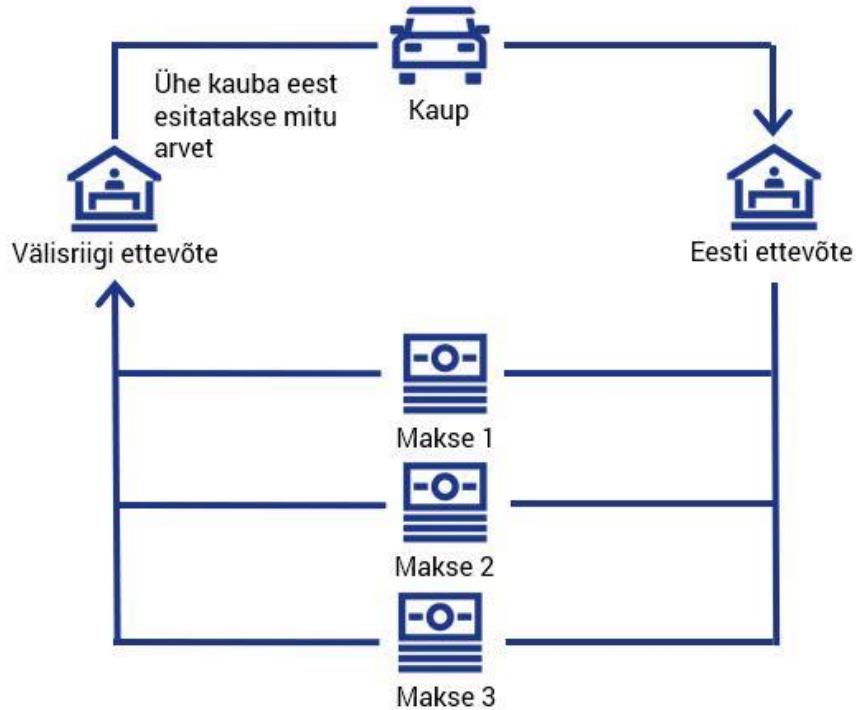 Ühe kauba eest
esitatakse mitu
arvet
Kaup
Välisriigi ettevõte
Eesti ettevõte
Makse 1
Makse 2
Makse 3